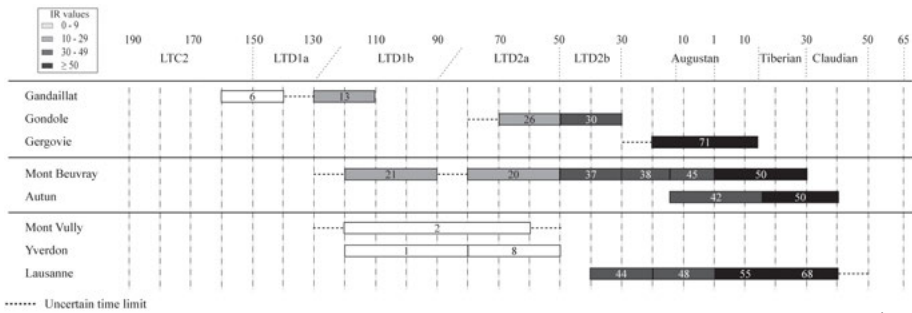 IR values
0 - 9
10 - 29
30 - 49
≥ 50
190 170 150 130 110 90 70 50 30 10 1 10 30 50 65
LTC2 LTD1a LTD1b LTD2a LTD2b Augustan Tiberian Claudian
Gandaillat 6 13
Gondole 26 30
Gergovie 71
Mont Beuvray 21 20 37 38 45 50
Autun 42 50
Mont Vully 2
Yverdon 1 8
Lausanne 44 48 55 68
Uncertain time limit